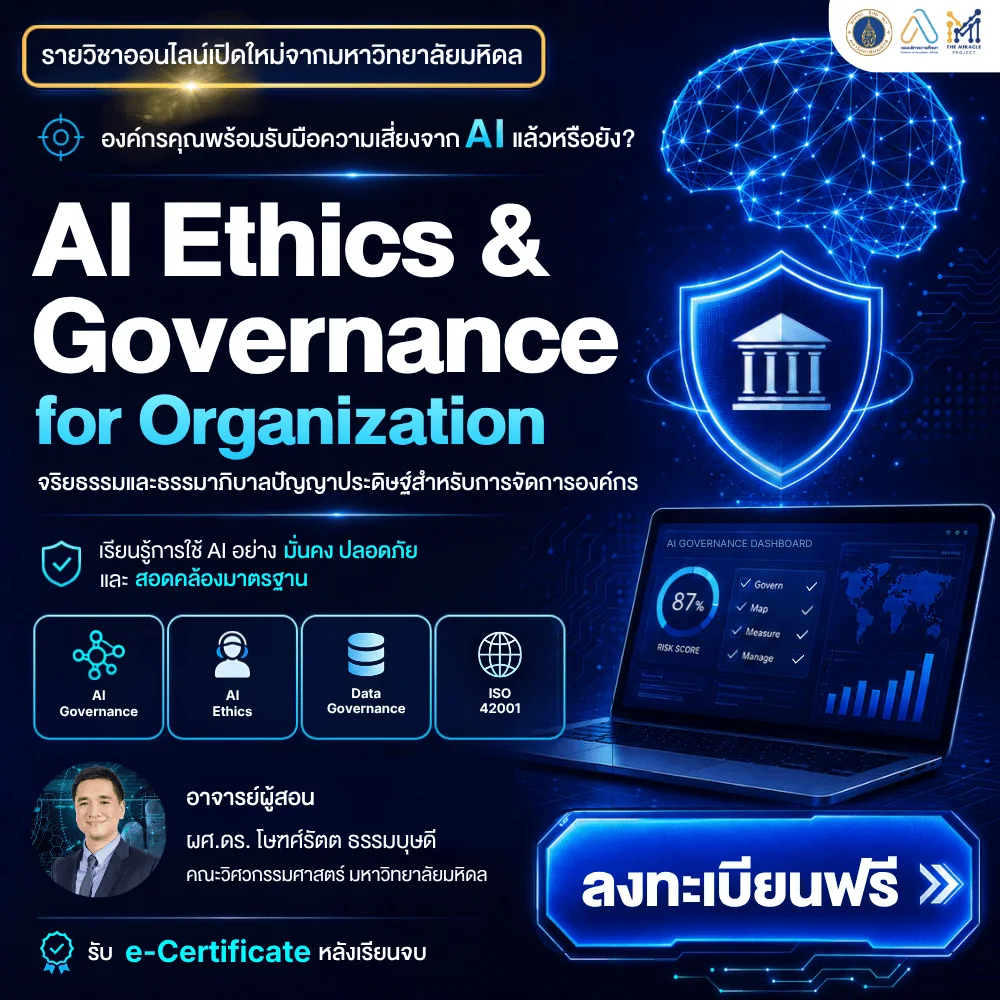 รายวิชาออนไลน์เปิดใหม่จากมหาวิทยาลัยมหิดล
THE MIRACLE
PROJECT
องค์กรคุณพร้อมรับมือความเสี่ยงจาก AI แล้วหรือยัง?
AI Ethics &
Governance
for Organization
จริยธรรมและธรรมาภิบาลปัญญาประดิษฐ์สำหรับการจัดการองค์กร
เรียนรู้การใช้ AI อย่าง มั่นคง ปลอดภัย
และ สอดคล้องมาตรฐาน
AI
Governance
AI
Ethics
Data
Governance
ISO
42001
AI GOVERNANCE DASHBOARD
87%
RISK SCORE
Govern
Map
Measure
Manage
อาจารย์ผู้สอน
ผศ.ดร. โษฑศ์รัตต ธรรมบุษดี
คณะวิศวกรรมศาสตร์ มหาวิทยาลัยมหิดล
ลงทะเบียนฟรี
รับ e-Certificate หลังเรียนจบ